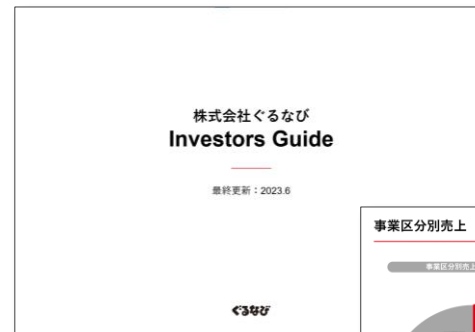 株式会社ぐるなび
Investors Guide
最終更新：2023.6
ぐるなび
事業区分別売上
事業区分別売上